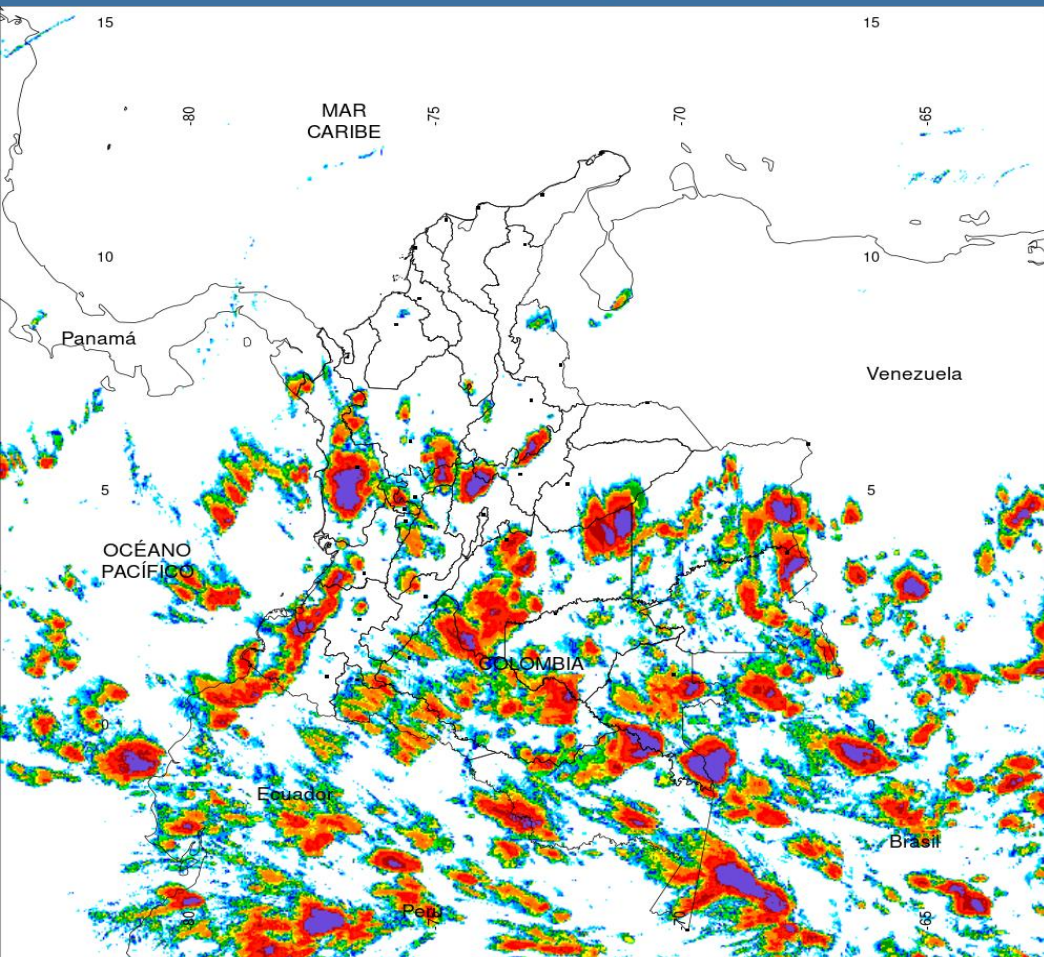 15
15
-80
-75
-70
-65
MAR
CARIBE
10
10
Panamá
Venezuela
5
5
OCÉANO
PACÍFICO
COLOMBIA
0
0
Ecuador
Brasil
Perú
-80
-70
-65